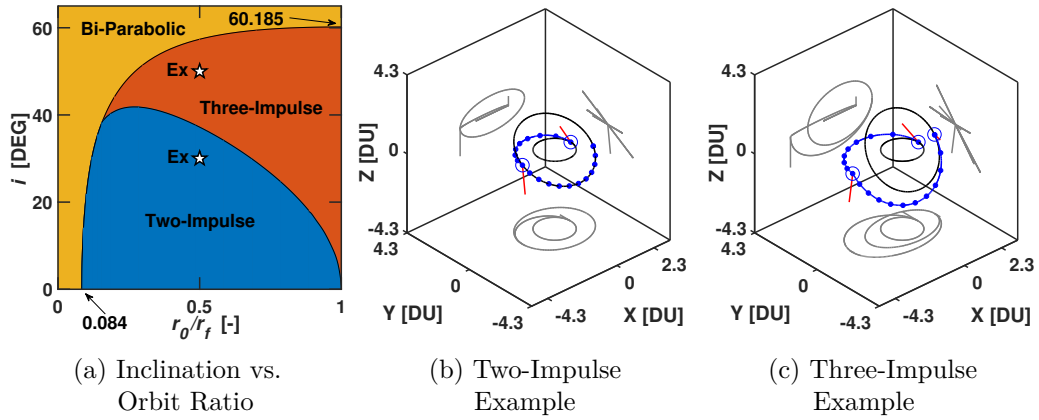 60
40
20
0
i [DEG]
Bi-Parabolic
60.185
Ex
Three-Impulse
Ex
Two-Impulse
0
0.5
1
0.084
r_0/r_f [-]
(a) Inclination vs.
Orbit Ratio
4.3
0
-4.3
Z [DU]
4.3
0
-4.3
Y [DU]
-4.3
0
2.3
X [DU]
(b) Two-Impulse
Example
4.3
0
-4.3
Z [DU]
4.3
0
-4.3
Y [DU]
-4.3
0
2.3
X [DU]
(c) Three-Impulse
Example